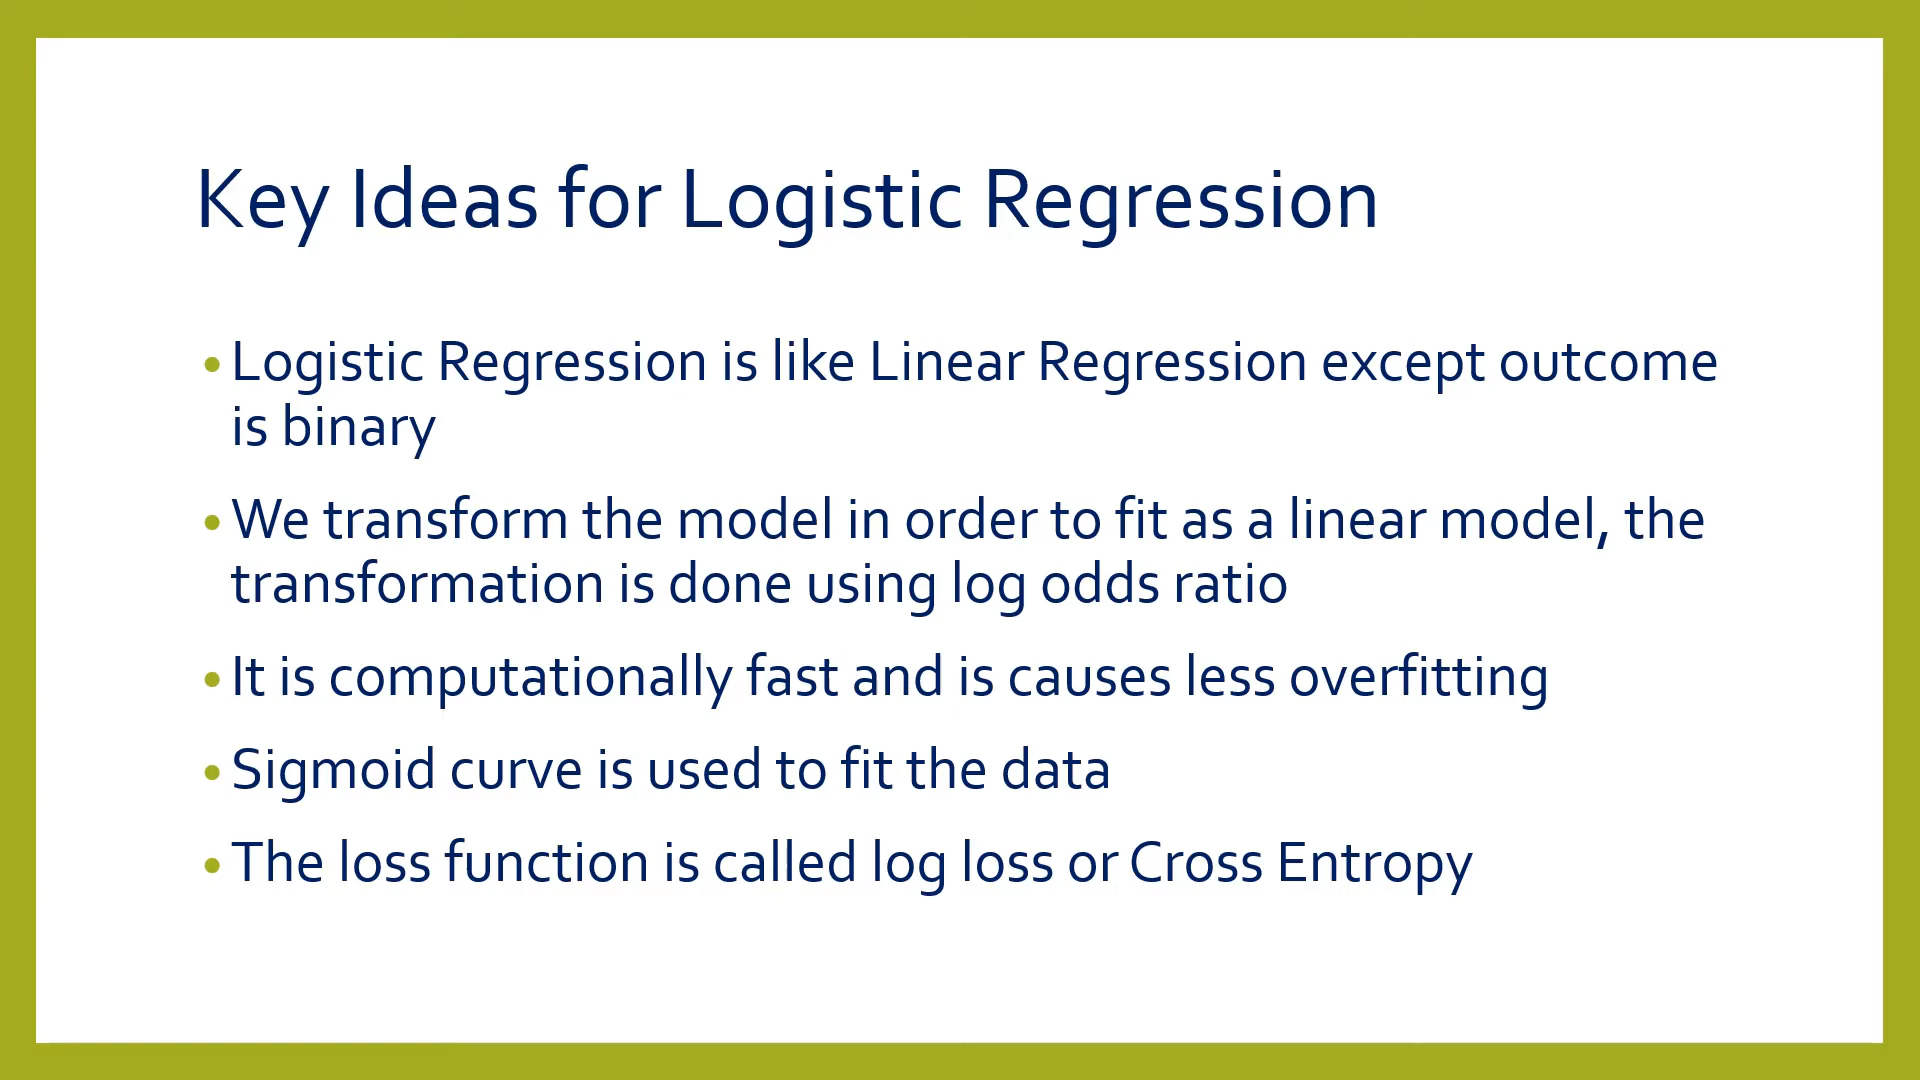 Key Ideas for Logistic Regression
• Logistic Regression is like Linear Regression except outcome
is binary
• We transform the model in order to fit as a linear model, the
transformation is done using log odds ratio
• It is computationally fast and is causes less overfitting
• Sigmoid curve is used to fit the data
• The loss function is called log loss or Cross Entropy